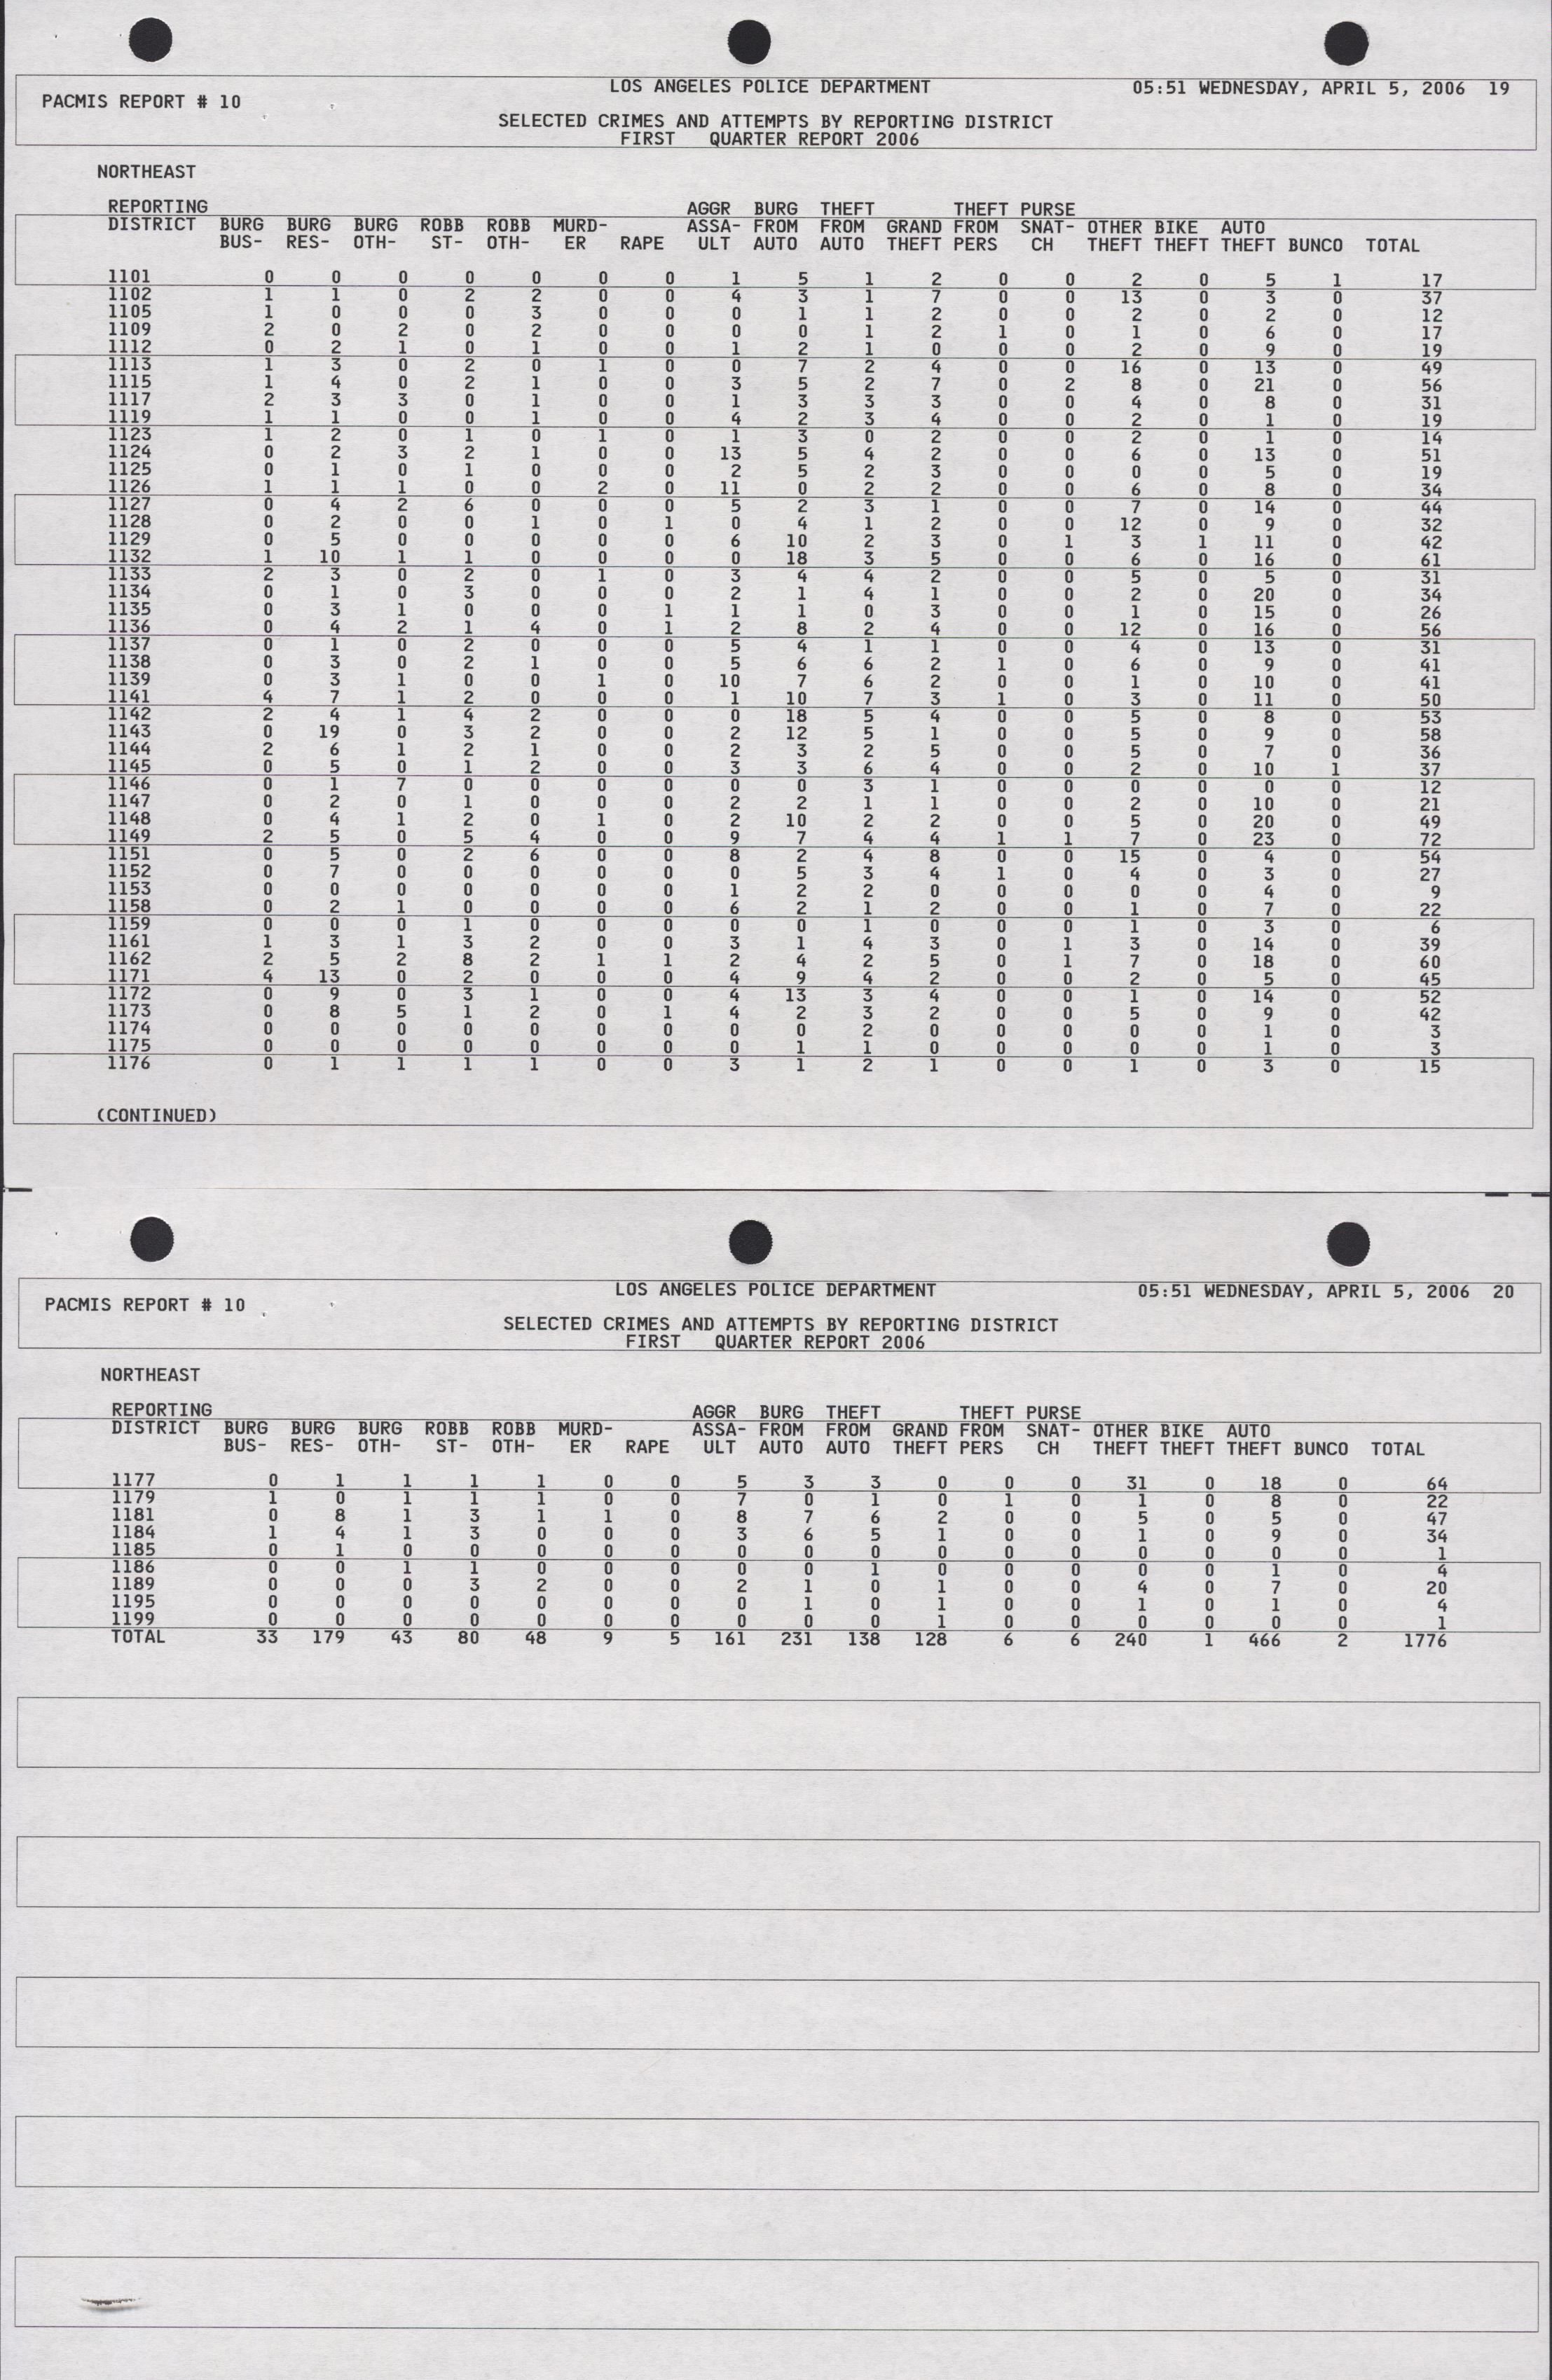 LOS ANGELES POLICE DEPARTMENT 05:51 WEDNESDAY, APRIL 5, 2006 19
PACMIS REPORT # 10
SELECTED CRIMES AND ATTEMPTS BY REPORTING DISTRICT
FIRST QUARTER REPORT 2006
NORTHEAST
REPORTING AGGR BURG THEFT THEFT PURSE
DISTRICT BURG BURG BURG ROBB ROBB MURD- ASSA- FROM FROM GRAND FROM SNAT- OTHER BIKE AUTO
BUS- RES- OTH- ST- OTH- ER RAPE ULT AUTO AUTO THEFT PERS CH THEFT THEFT THEFT BUNCO TOTAL
1101 0 0 0 0 0 0 0 1 5 1 2 0 0 2 0 5 1 17
1102 1 1 0 2 2 0 0 4 3 1 7 0 0 13 0 3 0 37
1105 1 0 0 0 3 0 0 0 1 1 2 0 0 2 0 2 0 12
1109 2 0 2 0 2 0 0 0 0 1 2 1 0 1 0 6 0 17
1112 0 2 1 0 1 0 0 1 2 1 0 0 0 2 0 9 0 19
1113 1 3 0 2 0 1 0 0 7 2 4 0 0 16 0 13 0 49
1115 1 4 0 2 1 0 0 3 5 2 7 0 2 8 0 21 0 56
1117 2 3 3 0 1 0 0 1 3 3 3 0 0 4 0 8 0 31
1119 1 1 0 0 1 0 0 4 2 3 4 0 0 2 0 1 0 19
1123 1 2 0 1 0 1 0 1 3 0 2 0 0 2 0 1 0 14
1124 0 2 3 2 1 0 0 13 5 4 2 0 0 6 0 13 0 51
1125 0 1 0 1 0 0 0 2 5 2 3 0 0 0 0 5 0 19
1126 1 1 1 0 0 2 0 11 0 2 2 0 0 6 0 8 0 34
1127 0 4 2 6 0 0 0 5 2 3 1 0 0 7 0 14 0 44
1128 0 2 0 0 1 0 1 0 4 1 2 0 0 12 0 9 0 32
1129 0 5 0 0 0 0 0 6 10 2 3 0 1 3 1 11 0 42
1132 1 10 1 1 0 0 0 0 18 3 5 0 0 6 0 16 0 61
1133 2 3 0 2 0 1 0 3 4 4 2 0 0 5 0 5 0 31
1134 0 1 0 3 0 0 0 2 1 4 1 0 0 2 0 20 0 34
1135 0 3 1 0 0 0 1 1 1 0 3 0 0 1 0 15 0 26
1136 0 4 2 1 4 0 1 2 8 2 4 0 0 12 0 16 0 56
1137 0 1 0 2 0 0 0 5 4 1 1 0 0 4 0 13 0 31
1138 0 3 0 2 1 0 0 5 6 6 2 1 0 6 0 9 0 41
1139 0 3 1 0 0 1 0 10 7 6 2 0 0 1 0 10 0 41
1141 4 7 1 2 0 0 0 1 10 7 3 1 0 3 0 11 0 50
1142 2 4 1 4 2 0 0 0 18 5 4 0 0 5 0 8 0 53
1143 0 19 0 3 2 0 0 2 12 5 1 0 0 5 0 9 0 58
1144 2 6 1 2 1 0 0 2 3 2 5 0 0 5 0 7 0 36
1145 0 5 0 1 2 0 0 3 3 6 4 0 0 2 0 10 1 37
1146 0 1 7 0 0 0 0 0 0 3 1 0 0 0 0 0 0 12
1147 0 2 0 1 0 0 0 2 2 1 1 0 0 2 0 10 0 21
1148 0 4 1 2 0 1 0 2 10 2 2 0 0 5 0 20 0 49
1149 2 5 0 5 4 0 0 9 7 4 4 1 1 7 0 23 0 72
1151 0 5 0 2 6 0 0 8 2 4 8 0 0 15 0 4 0 54
1152 0 7 0 0 0 0 0 0 5 3 4 1 0 4 0 3 0 27
1153 0 0 0 0 0 0 0 1 2 2 0 0 0 0 0 4 0 9
1158 0 2 1 0 0 0 0 6 2 1 2 0 0 1 0 7 0 22
1159 0 0 0 1 0 0 0 0 0 1 0 0 0 1 0 3 0 6
1161 1 3 1 3 2 0 0 3 1 4 3 0 1 3 0 14 0 39
1162 2 5 2 8 2 1 1 2 4 2 5 0 1 7 0 18 0 60
1171 4 13 0 2 0 0 0 4 9 4 2 0 0 2 0 5 0 45
1172 0 9 0 3 1 0 0 4 13 3 4 0 0 1 0 14 0 52
1173 0 8 5 1 2 0 1 4 2 3 2 0 0 5 0 9 0 42
1174 0 0 0 0 0 0 0 0 0 2 0 0 0 0 0 1 0 3
1175 0 0 0 0 0 0 0 0 1 1 0 0 0 0 0 1 0 3
1176 0 1 1 1 1 0 0 3 1 2 1 0 0 1 0 3 0 15
(CONTINUED)
LOS ANGELES POLICE DEPARTMENT 05:51 WEDNESDAY, APRIL 5, 2006 20
PACMIS REPORT # 10
SELECTED CRIMES AND ATTEMPTS BY REPORTING DISTRICT
FIRST QUARTER REPORT 2006
NORTHEAST
REPORTING AGGR BURG THEFT THEFT PURSE
DISTRICT BURG BURG BURG ROBB ROBB MURD- ASSA- FROM FROM GRAND FROM SNAT- OTHER BIKE AUTO
BUS- RES- OTH- ST- OTH- ER RAPE ULT AUTO AUTO THEFT PERS CH THEFT THEFT THEFT BUNCO TOTAL
1177 0 1 1 1 1 0 0 5 3 3 0 0 0 31 0 18 0 64
1179 1 0 1 1 1 0 0 7 0 1 0 1 0 1 0 8 0 22
1181 0 8 1 3 1 1 0 8 7 6 2 0 0 5 0 5 0 47
1184 1 4 1 3 0 0 0 3 6 5 1 0 0 1 0 9 0 34
1185 0 1 0 0 0 0 0 0 0 0 0 0 0 0 0 0 0 1
1186 0 0 1 1 0 0 0 0 0 1 0 0 0 0 0 1 0 4
1189 0 0 0 3 2 0 0 2 1 0 1 0 0 4 0 7 0 20
1195 0 0 0 0 0 0 0 0 1 0 1 0 0 1 0 1 0 4
1199 0 0 0 0 0 0 0 0 0 0 1 0 0 0 0 0 0 1
TOTAL 33 179 43 80 48 9 5 161 231 138 128 6 6 240 1 466 2 1776